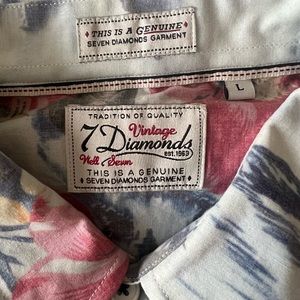 THIS IS A GENUINE
SEVEN DIAMONDS GARMENT
L
TRADITION OF QUALITY
Vintage
7 Diamonds
Well Sewn EST. 1969
THIS IS A GENUINE
SEVEN DIAMONDS GARMENT